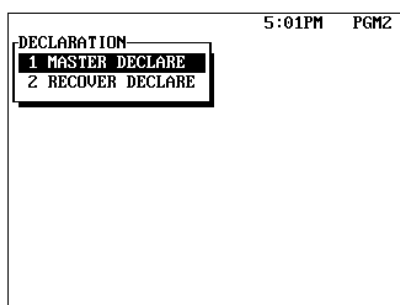 5:01PM PGM2
DECLARATION
1 MASTER DECLARE
2 RECOVER DECLARE